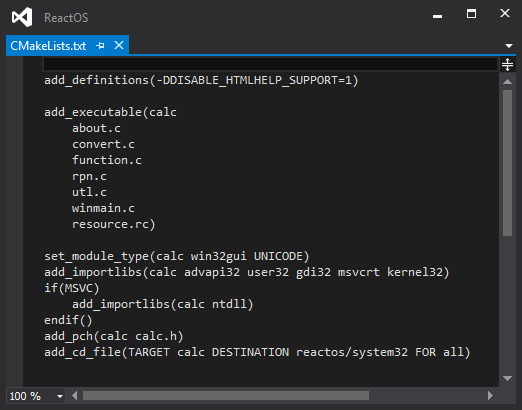 ReactOS
CMakeLists.txt
add_definitions(-DDISABLE_HTMLHELP_SUPPORT=1)
add_executable(calc
about.c
convert.c
function.c
rpn.c
utl.c
winmain.c
resource.rc)
set_module_type(calc win32gui UNICODE)
add_importlibs(calc advapi32 user32 gdi32 msvcrt kernel32)
if(MSVC)
add_importlibs(calc ntdll)
endif()
add_pch(calc calc.h)
add_cd_file(TARGET calc DESTINATION reactos/system32 FOR all)
100 %